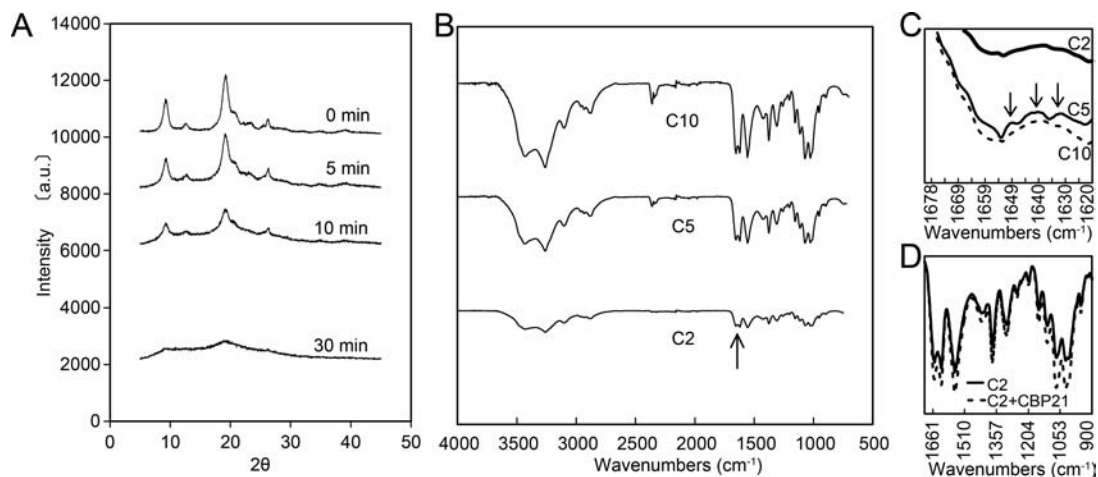 A
14000
12000
10000
8000
6000
4000
2000
0
Intensity (a.u.)
0 min
5 min
10 min
30 min
0 10 20 30 40 50
2θ
B
C10
C5
C2
4000 3500 3000 2500 2000 1500 1000 500
Wavenumbers (cm⁻¹)
C
C2
C5
C10
1678 1669 1659 1649 1640 1630 1620
Wavenumbers (cm⁻¹)
D
C2
C2+CBP21
1661 1510 1357 1204 1053 900
Wavenumbers (cm⁻¹)